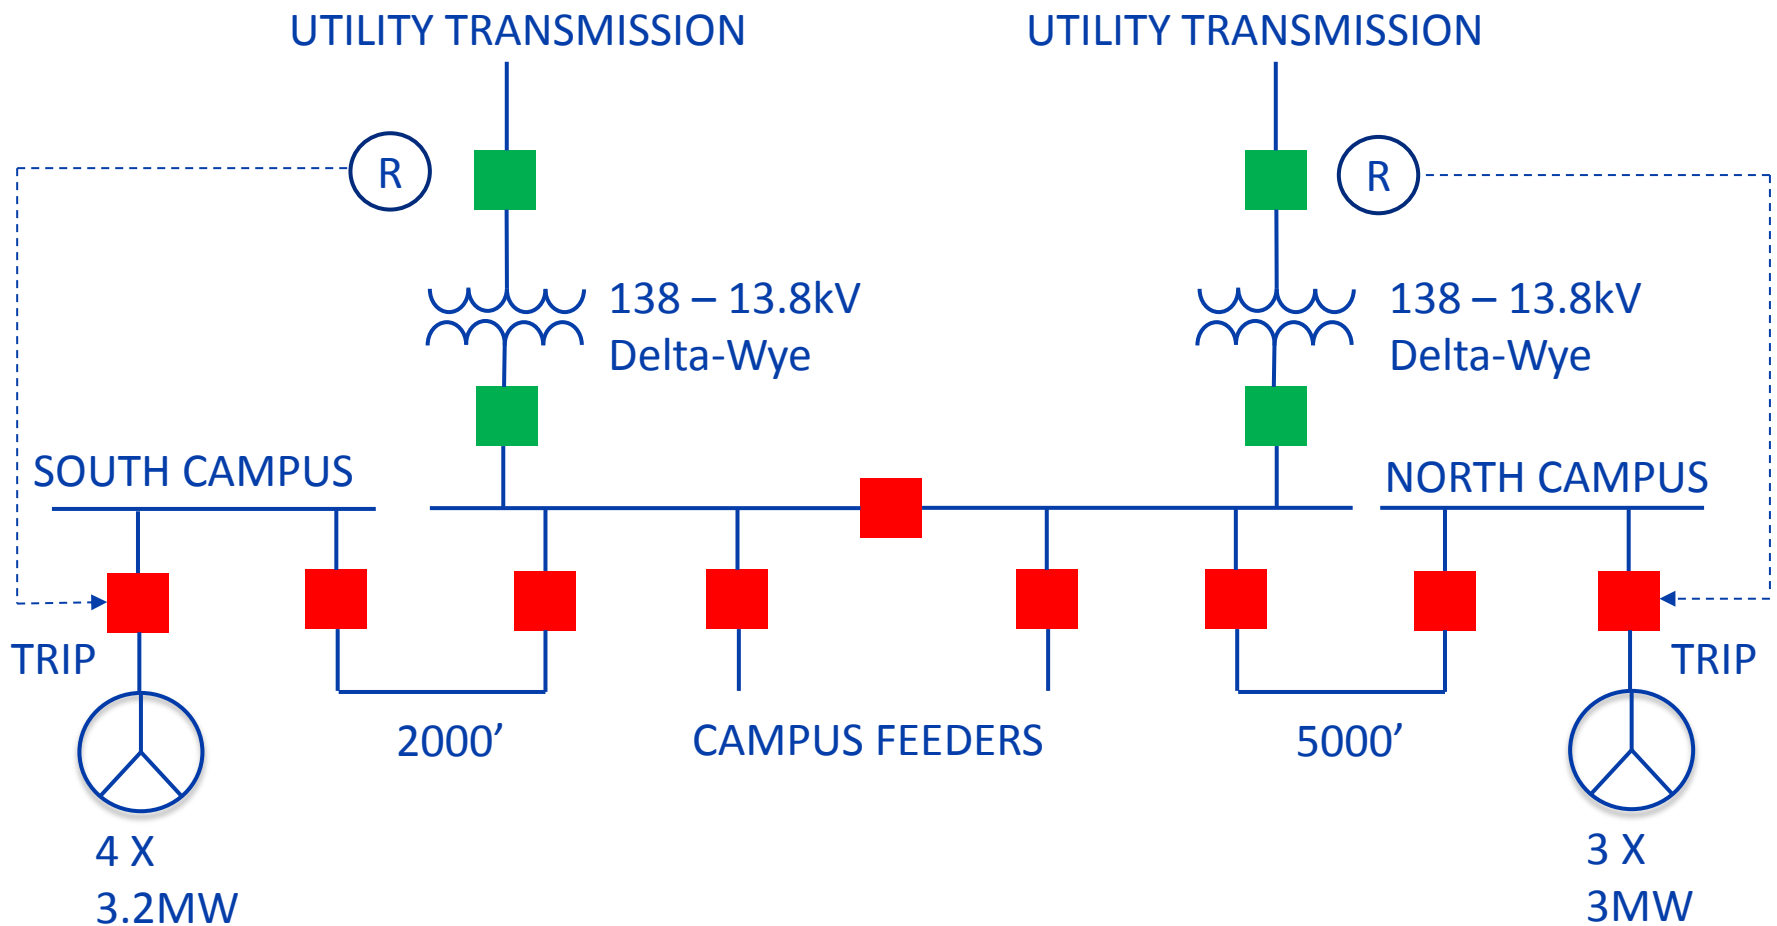 UTILITY TRANSMISSION
UTILITY TRANSMISSION
R
R
138 – 13.8kV
Delta-Wye
138 – 13.8kV
Delta-Wye
SOUTH CAMPUS
NORTH CAMPUS
TRIP
TRIP
2000’
CAMPUS FEEDERS
5000’
4 X
3.2MW
3 X
3MW